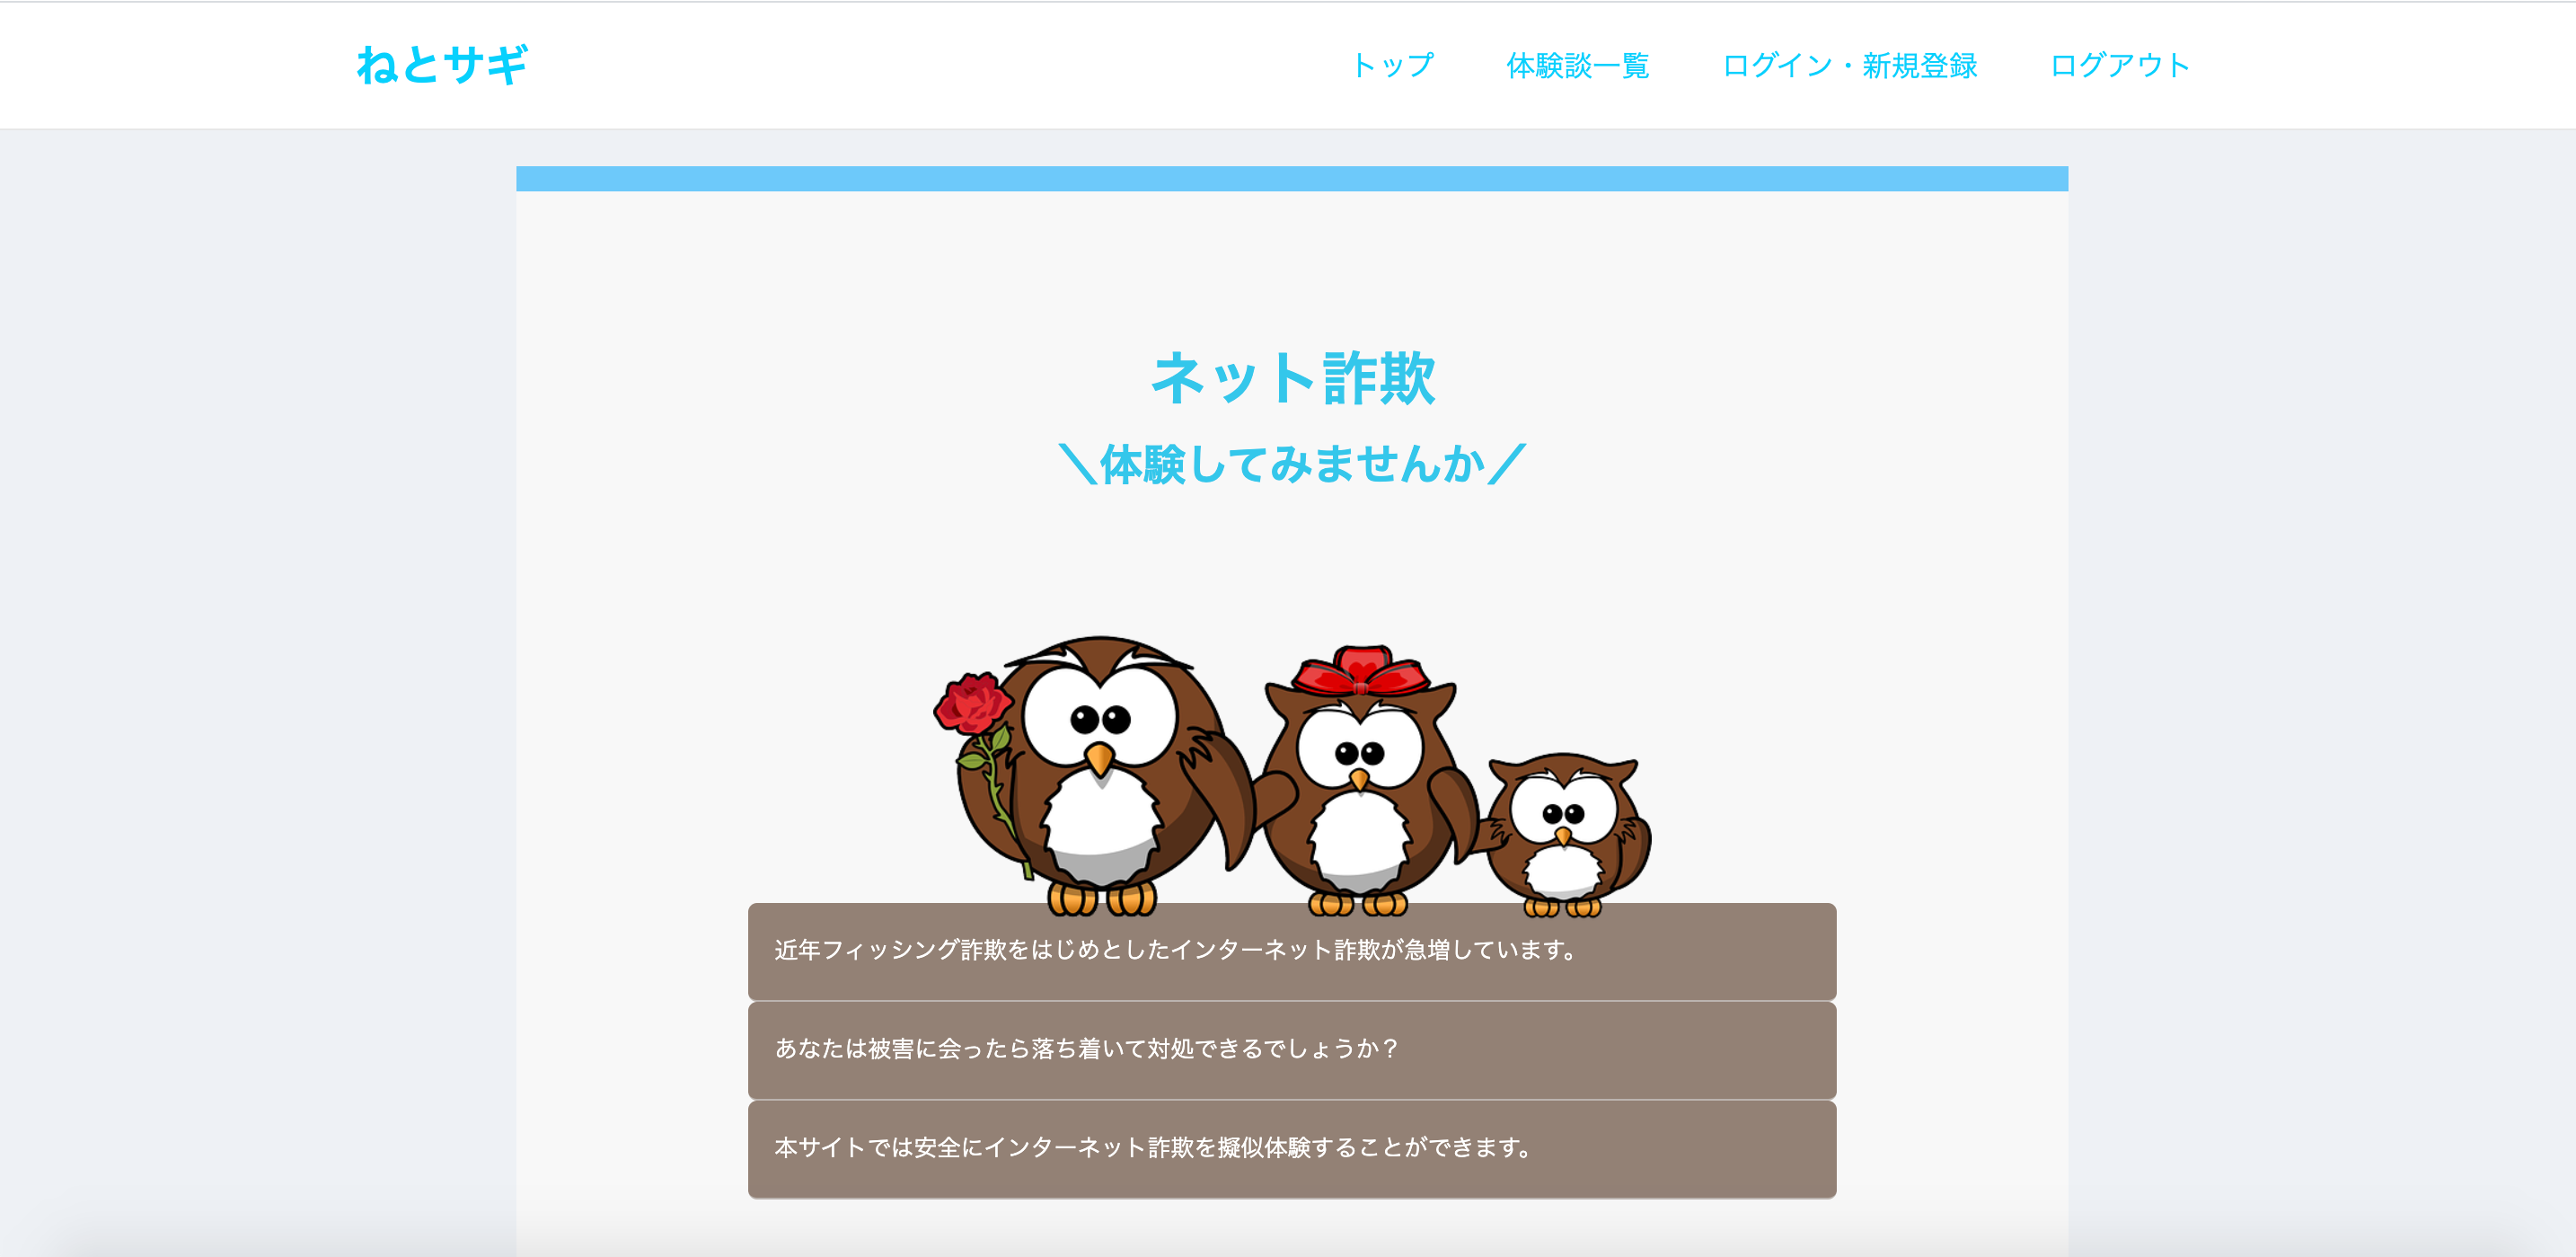 ねとサギ
トップ 体験談一覧 ログイン・新規登録 ログアウト
ネット詐欺
＼体験してみませんか／
近年フィッシング詐欺をはじめとしたインターネット詐欺が急増しています。
あなたは被害に会ったら落ち着いて対処できるでしょうか？
本サイトでは安全にインターネット詐欺を擬似体験することができます。